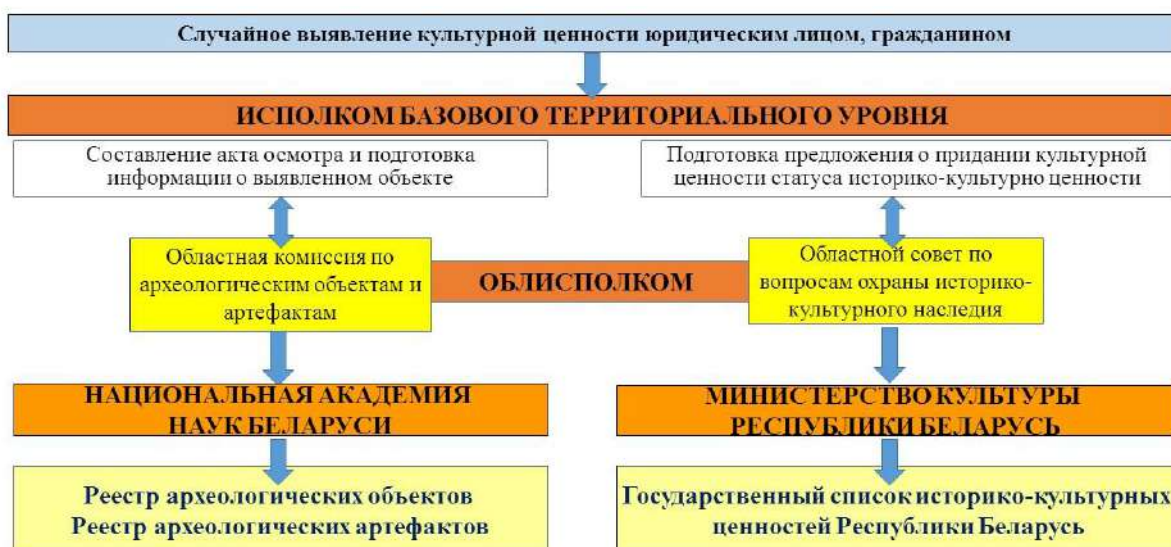 Случайное выявление культурной ценности юридическим лицом, гражданином
ИСПОЛКОМ БАЗОВОГО ТЕРРИТОРИАЛЬНОГО УРОВНЯ
Составление акта осмотра и подготовка
информации о выявленном объекте
Подготовка предложения о придании культурной
ценности статуса историко-культурно ценности
Областная комиссия по
археологическим объектам и
артефактам
ОБЛИСПОЛКОМ
Областной совет по
вопросам охраны историко-
культурного наследия
НАЦИОНАЛЬНАЯ АКАДЕМИЯ
НАУК БЕЛАРУСИ
МИНИСТЕРСТВО КУЛЬТУРЫ
РЕСПУБЛИКИ БЕЛАРУСЬ
Реестр археологических объектов
Реестр археологических артефактов
Государственный список историко-культурных
ценностей Республики Беларусь